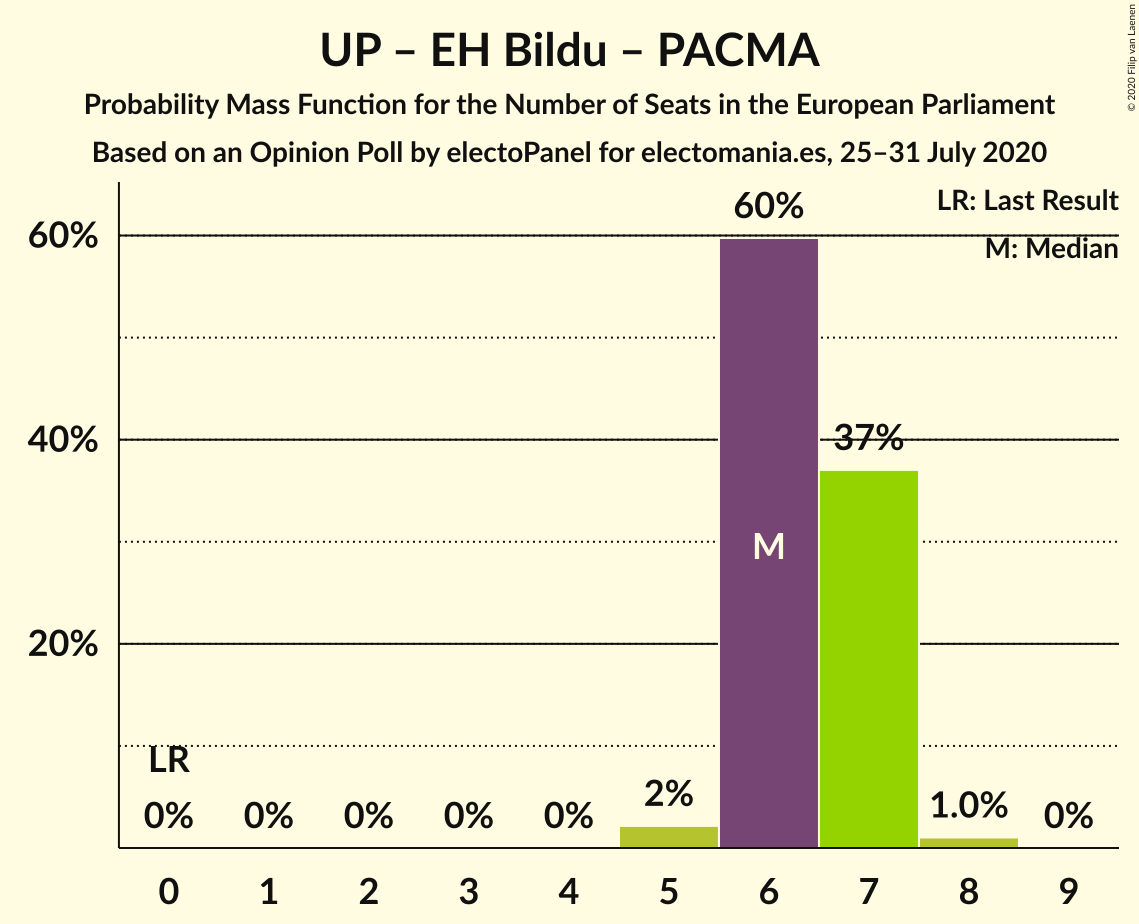 UP – EH Bildu – PACMA
Probability Mass Function for the Number of Seats in the European Parliament
Based on an Opinion Poll by electoPanel for electomania.es, 25–31 July 2020
© 2020 Filip van Laenen
LR: Last Result
M: Median
60%
40%
20%
60%
37%
M
LR
0%
0%
0%
0%
0%
2%
1.0%
0%
0 1 2 3 4 5 6 7 8 9